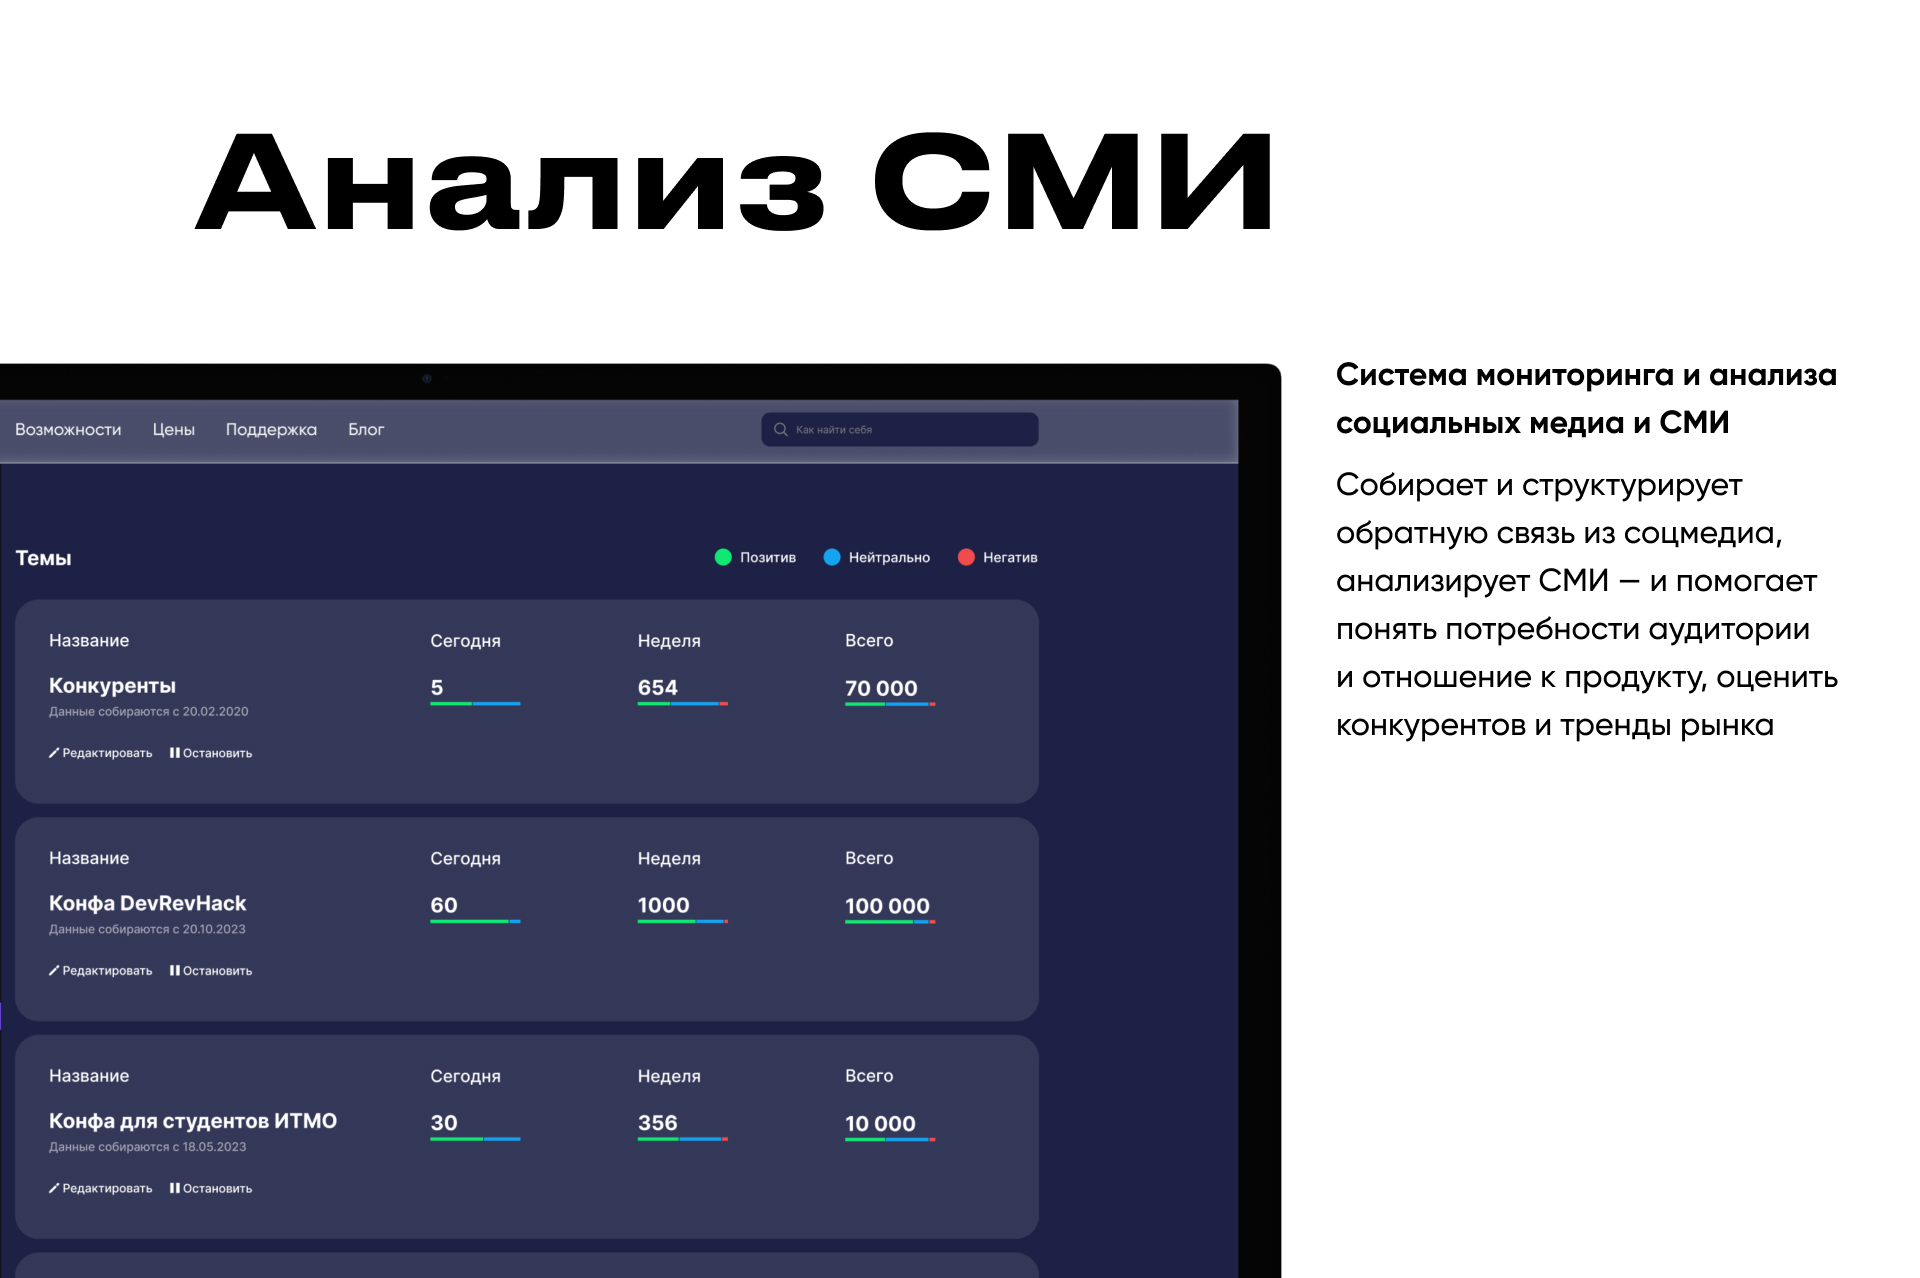 Анализ СМИ
Возможности Цены Поддержка Блог Как найти себя
Темы Позитив Нейтрально Негатив
Название Сегодня Неделя Всего
Конкуренты 5 654 70 000
Данные собираются с 20.02.2020
Редактировать Остановить
Название Сегодня Неделя Всего
Конфа DevRevHack 60 1000 100 000
Данные собираются с 20.10.2023
Редактировать Остановить
Название Сегодня Неделя Всего
Конфа для студентов ИТМО 30 356 10 000
Данные собираются с 18.05.2023
Редактировать Остановить
Система мониторинга и анализа
социальных медиа и СМИ
Собирает и структурирует
обратную связь из соцмедиа,
анализирует СМИ — и помогает
понять потребности аудитории
и отношение к продукту, оценить
конкурентов и тренды рынка